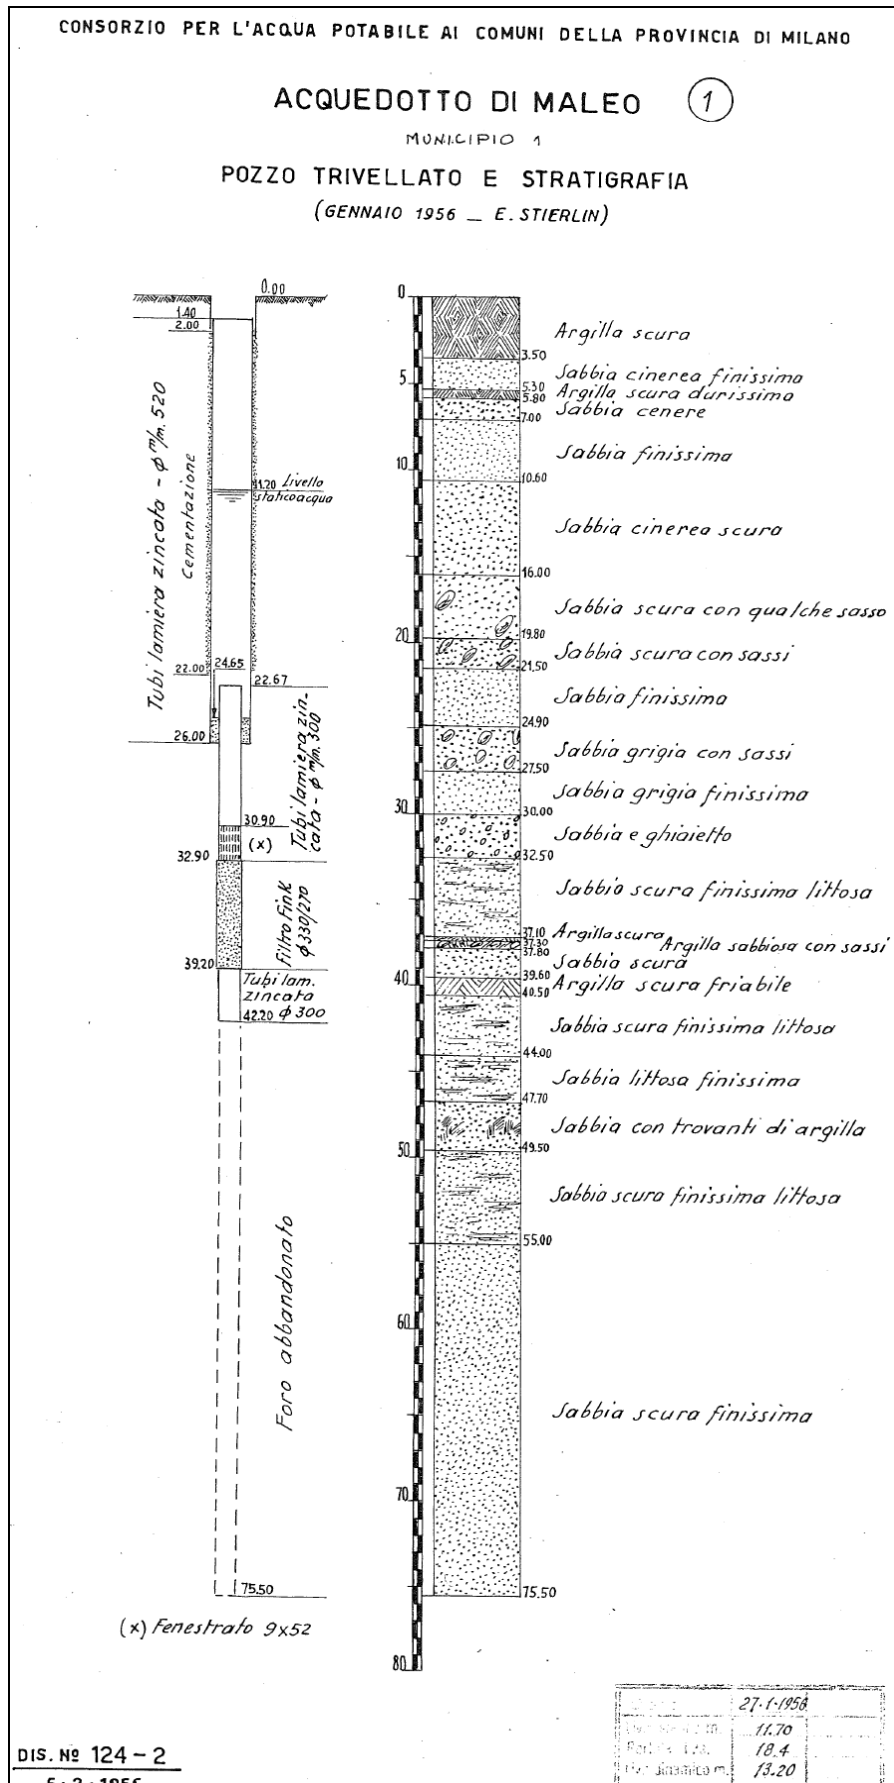 CONSORZIO PER L'ACQUA POTABILE AI COMUNI DELLA PROVINCIA DI MILANO
ACQUEDOTTO DI MALEO 1
MUNICIPIO 1
POZZO TRIVELLATO E STRATIGRAFIA
(GENNAIO 1956 _ E. STIERLIN)
0.00
1.40
2.00
Tubi lamiera zincata - φ m/m. 520
Cementazione
11.20 Livello
statico acqua
22.00
24.65
22.67
26.00
Tubi lamiera zin-
cata - φ m/m. 300
30.90
(x)
32.90
Filtro Fink
φ 330/270
39.20
Tubi lam.
zincata
42.20 φ 300
Foro abbandonato
75.50
(x) Fenestrato 9x52
0
5
10
20
30
40
50
60
70
80
Argilla scura
3.50
Sabbia cinerea finissima
5.30
Argilla scura durissima
5.80
Sabbia cenere
7.00
Sabbia finissima
10.60
Sabbia cinerea scura
16.00
Sabbia scura con qualche sasso
19.80
Sabbia scura con sassi
21.50
Sabbia finissima
24.90
Sabbia grigia con sassi
27.50
Sabbia grigia finissima
30.00
Sabbia e ghiaietto
32.50
Sabbia scura finissima littosa
37.10
Argilla scura
37.30
Argilla sabbiosa con sassi
37.80
Sabbia scura
39.60
Argilla scura friabile
40.50
Sabbia scura finissima littosa
44.00
Sabbia littosa finissima
47.70
Sabbia con trovanti di argilla
49.50
Sabbia scura finissima littosa
55.00
Sabbia scura finissima
75.50
27-1-1956
11.70
18.4
dinamico m. 13.20
DIS. Nº 124-2